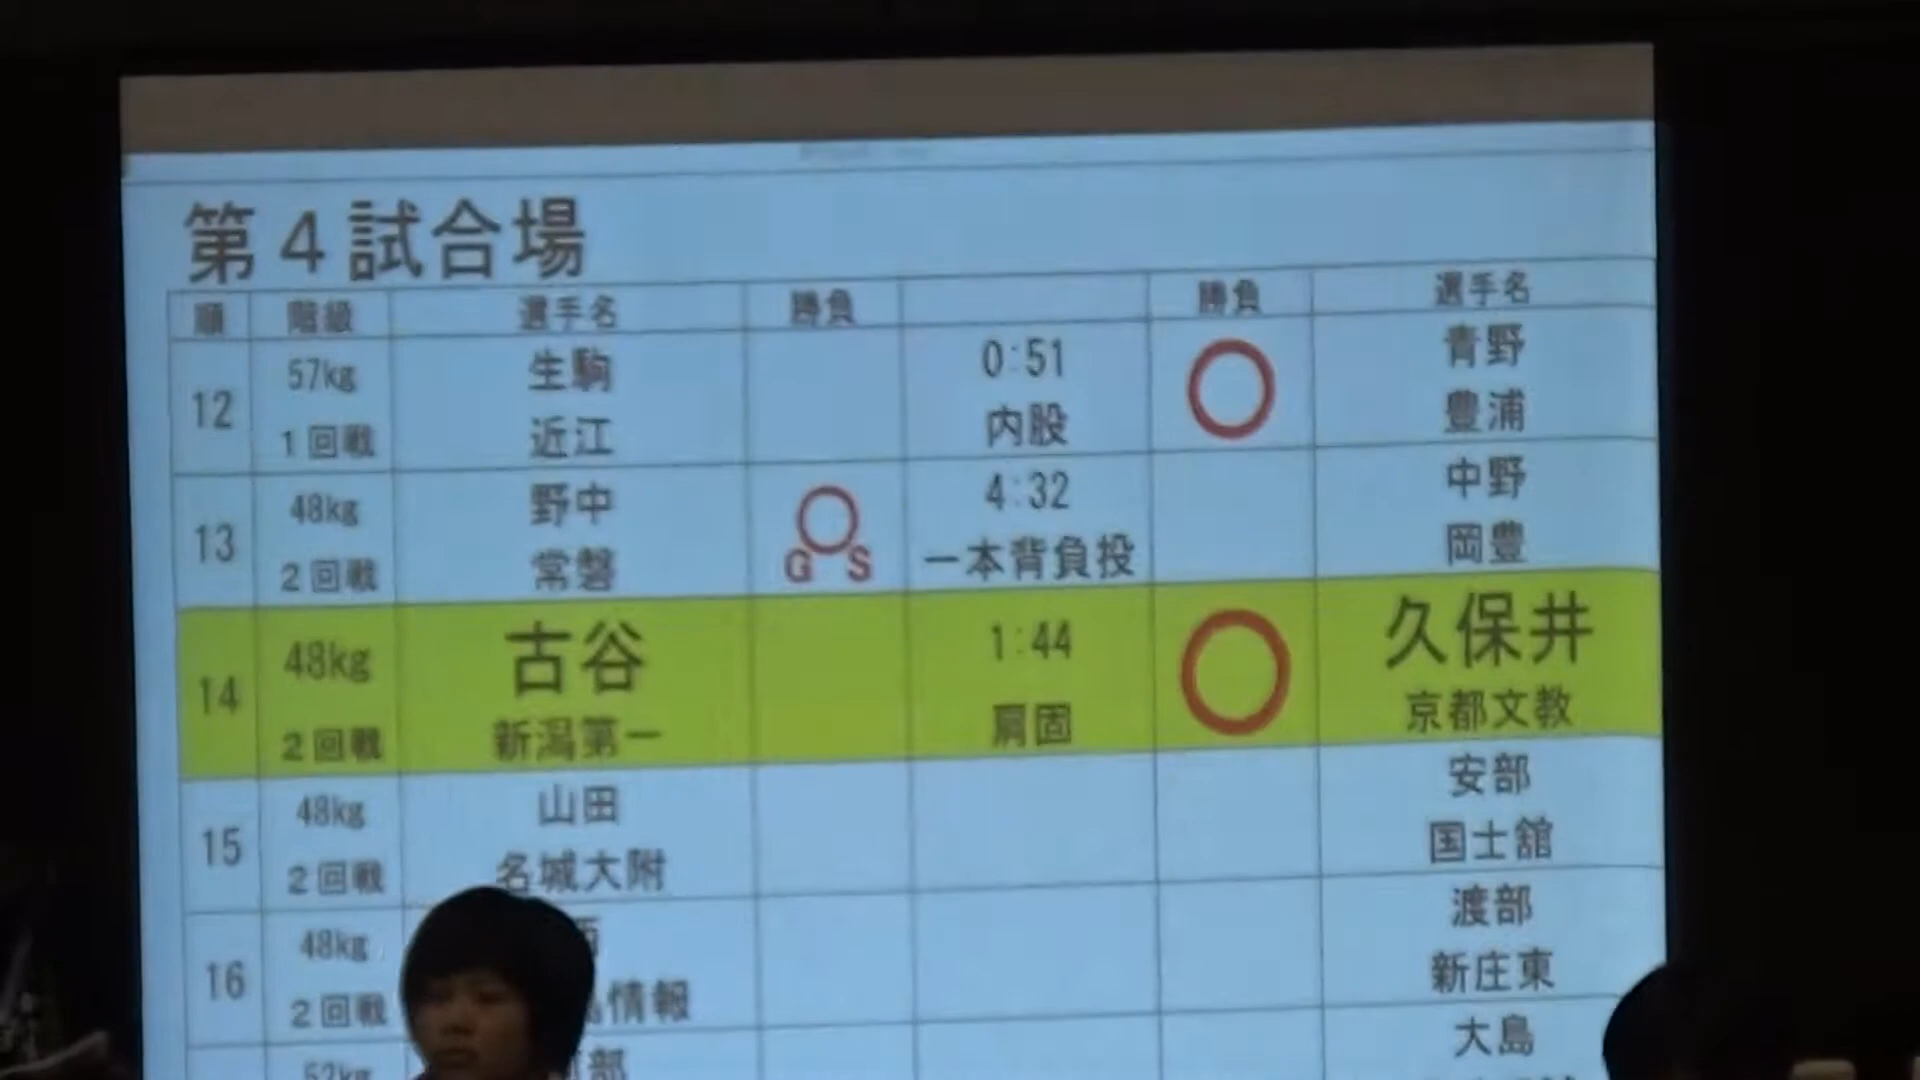 第4試合場
順 階級 選手名 勝負 勝負 選手名
12 57kg 生駒 0:51 ○ 青野
1回戦 近江 内股 豊浦
13 48kg 野中 ○ 4:32 中野
2回戦 常磐 GS 一本背負投 岡豊
14 48kg 古谷 1:44 ○ 久保井
2回戦 新潟第一 肩固 京都文教
15 48kg 山田 安部
2回戦 名城大附 国士舘
16 48kg 渡部
2回戦 情報 新庄東
52kg 部 大島